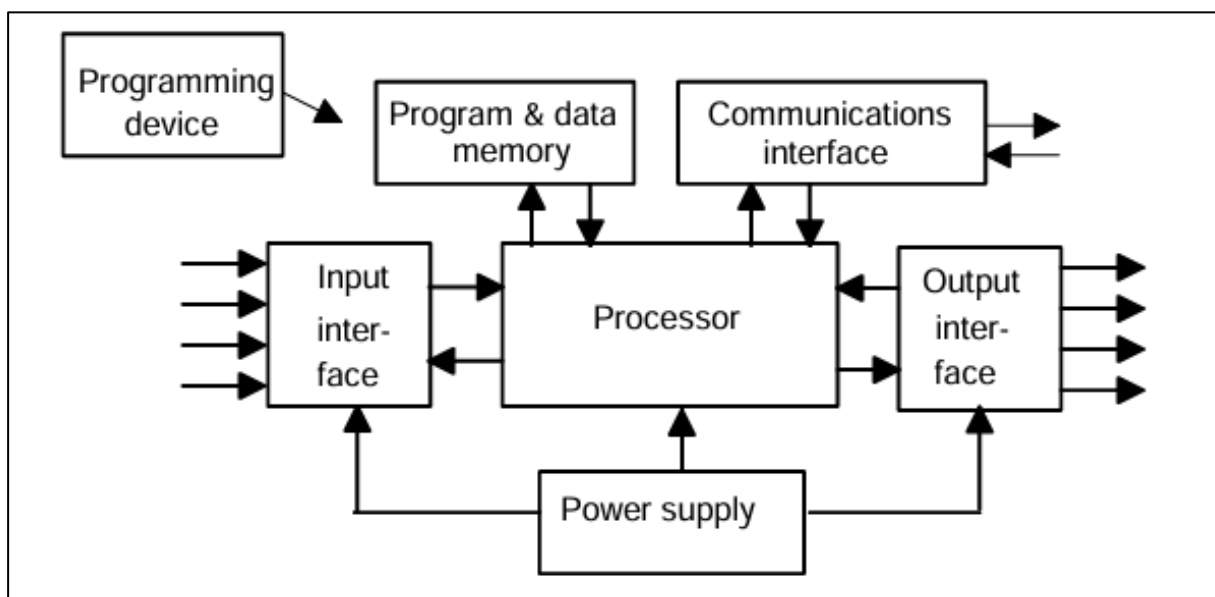 Programming
device
Program & data
memory
Communications
interface
Input
inter-
face
Processor
Output
inter-
face
Power supply